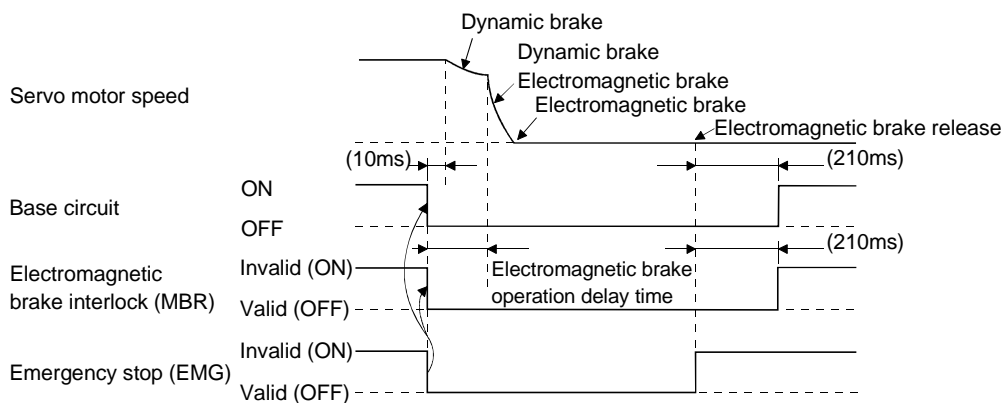 Dynamic brake
Dynamic brake
Electromagnetic brake
Electromagnetic brake
Servo motor speed
Electromagnetic brake release
(10ms)
(210ms)
ON
Base circuit
OFF
(210ms)
Electromagnetic
brake interlock (MBR)
Invalid (ON)
Electromagnetic brake
operation delay time
Valid (OFF)
Invalid (ON)
Emergency stop (EMG)
Valid (OFF)